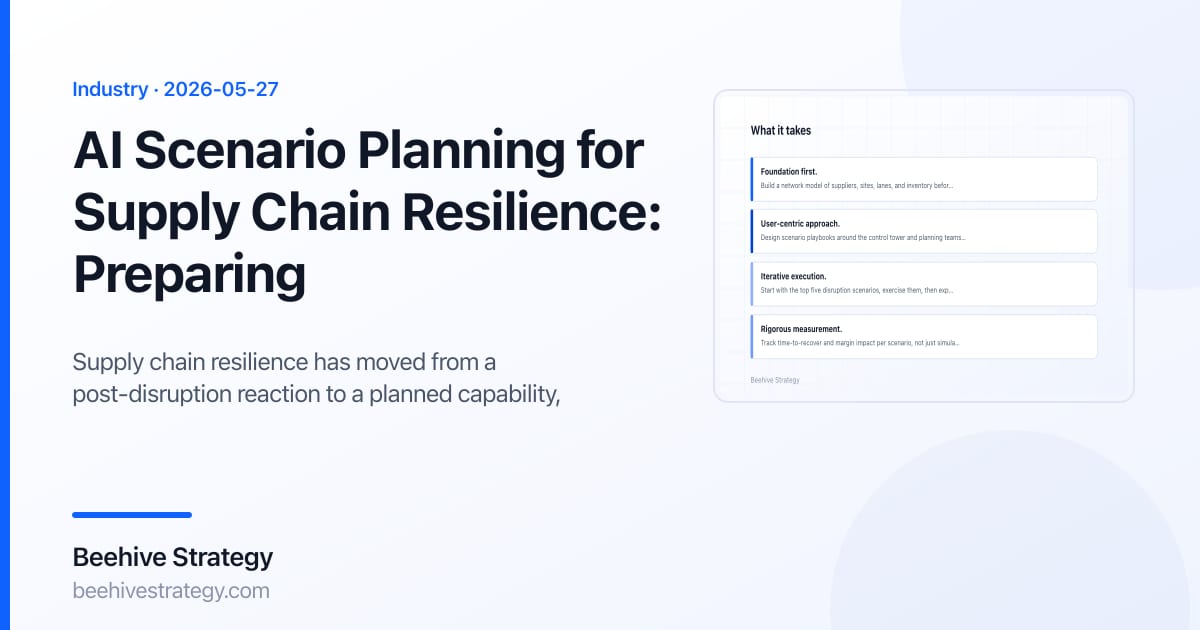 Industry · 2026-05-27
AI Scenario Planning for
Supply Chain Resilience:
Preparing
Supply chain resilience has moved from a
post-disruption reaction to a planned capability,
Beehive Strategy
beehivestrategy.com
What it takes
Foundation first.
Build a network model of suppliers, sites, lanes, and inventory befor...
User-centric approach.
Design scenario playbooks around the control tower and planning teams...
Iterative execution.
Start with the top five disruption scenarios, exercise them, then exp...
Rigorous measurement.
Track time-to-recover and margin impact per scenario, not just simula...
Beehive Strategy